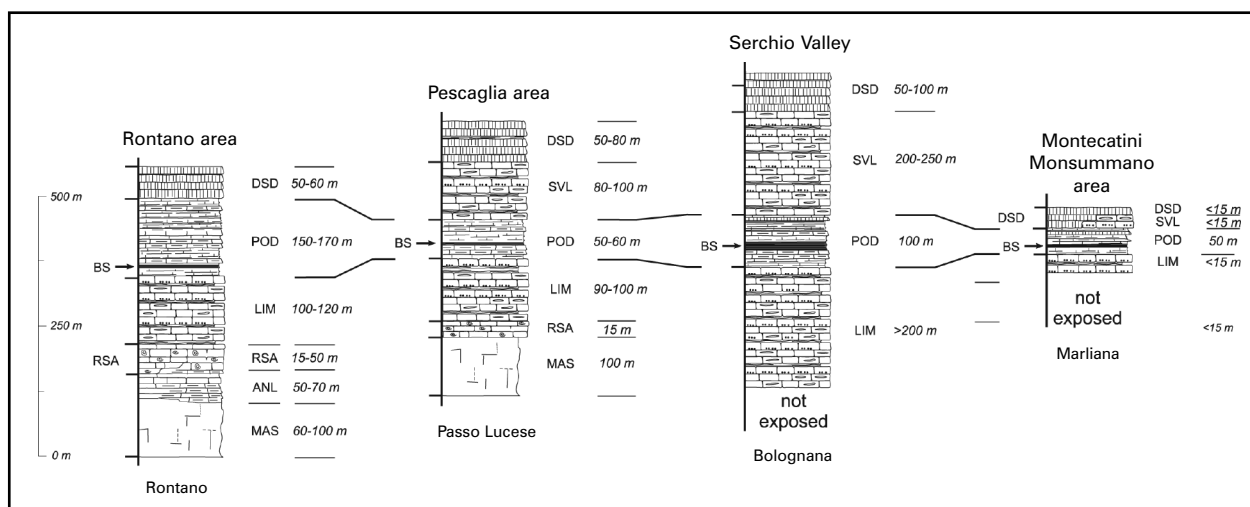 Rontano area
500 m
250 m
0 m
BS
RSA
DSD 50-60 m
POD 150-170 m
LIM 100-120 m
RSA 15-50 m
ANL 50-70 m
MAS 60-100 m
Rontano
Pescaglia area
BS
DSD 50-80 m
SVL 80-100 m
POD 50-60 m
LIM 90-100 m
RSA 15 m
MAS 100 m
Passo Lucese
Serchio Valley
BS
DSD 50-100 m
SVL 200-250 m
POD 100 m
LIM >200 m
not
exposed
Bolognana
Montecatini
Monsummano
area
DSD
BS
DSD <15 m
SVL <15 m
POD 50 m
LIM <15 m
<15 m
not
exposed
Marliana